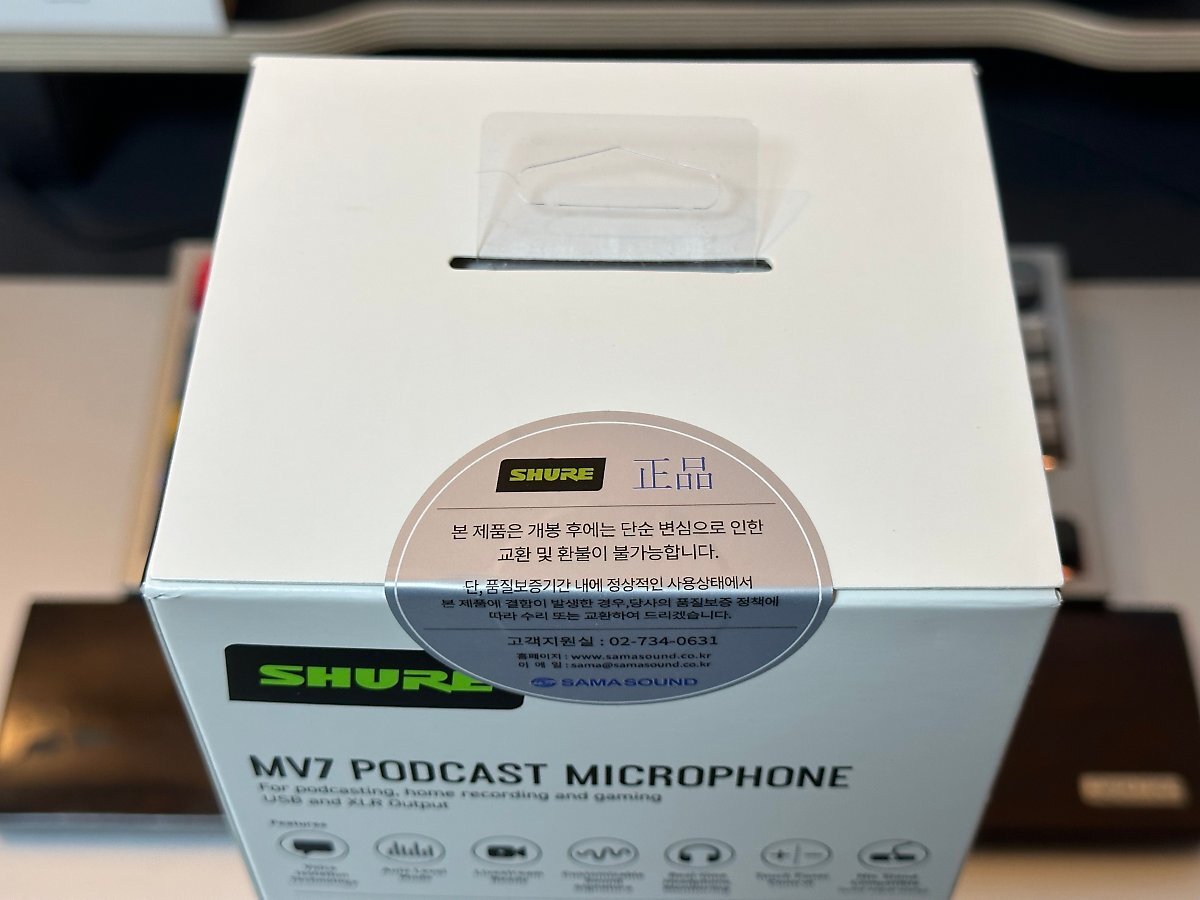 SHURE 正品
본 제품은 개봉 후에는 단순 변심으로 인한
교환 및 환불이 불가능합니다.
단, 품질보증기간 내에 정상적인 사용상태에서
본 제품에 결함이 발생한 경우,당사의 품질보증 정책에
따라 수리 또는 교환하여 드리겠습니다.
고객지원실 : 02-734-0631
홈페이지 : www.samasound.co.kr
이 메 일 : sama@samasound.co.kr
SAMA SOUND
SHURE
MV7 PODCAST MICROPHONE
For podcasting, home recording and gaming
USB and XLR Output
Features